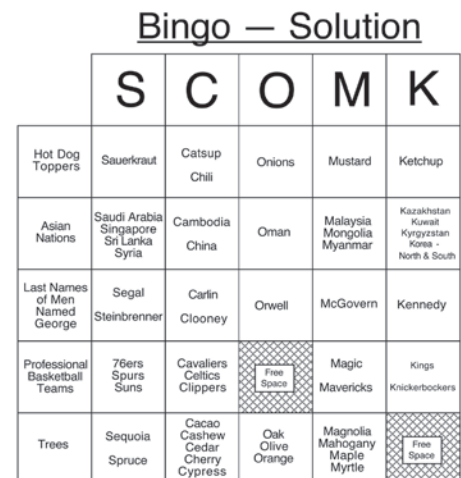 Bingo — Solution
S C O M K
Hot Dog
Toppers
Sauerkraut
Catsup
Chili
Onions
Mustard
Ketchup
Asian
Nations
Saudi Arabia
Singapore
Sri Lanka
Syria
Cambodia
China
Oman
Malaysia
Mongolia
Myanmar
Kazakhstan
Kuwait
Kyrgyzstan
Korea -
North & South
Last Names
of Men
Named
George
Segal
Steinbrenner
Carlin
Clooney
Orwell
McGovern
Kennedy
Professional
Basketball
Teams
76ers
Spurs
Suns
Cavaliers
Celtics
Clippers
Free
Space
Magic
Mavericks
Kings
Knickerbockers
Trees
Sequoia
Spruce
Cacao
Cashew
Cedar
Cherry
Cypress
Oak
Olive
Orange
Magnolia
Mahogany
Maple
Myrtle
Free
Space